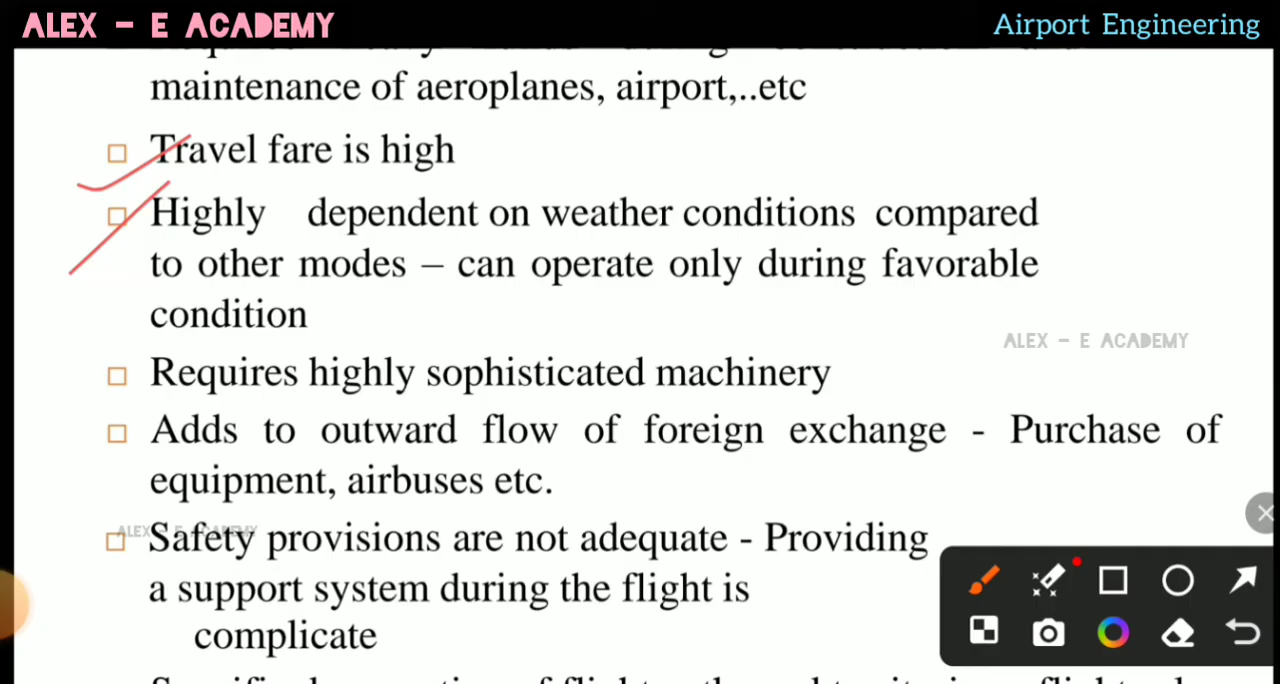 ALEX - E ACADEMY
Airport Engineering
maintenance of aeroplanes, airport,..etc
Travel fare is high
Highly dependent on weather conditions compared
to other modes – can operate only during favorable
condition
ALEX - E ACADEMY
Requires highly sophisticated machinery
Adds to outward flow of foreign exchange - Purchase of
equipment, airbuses etc.
ALEX - E ACADEMY
Safety provisions are not adequate - Providing
a support system during the flight is
complicate